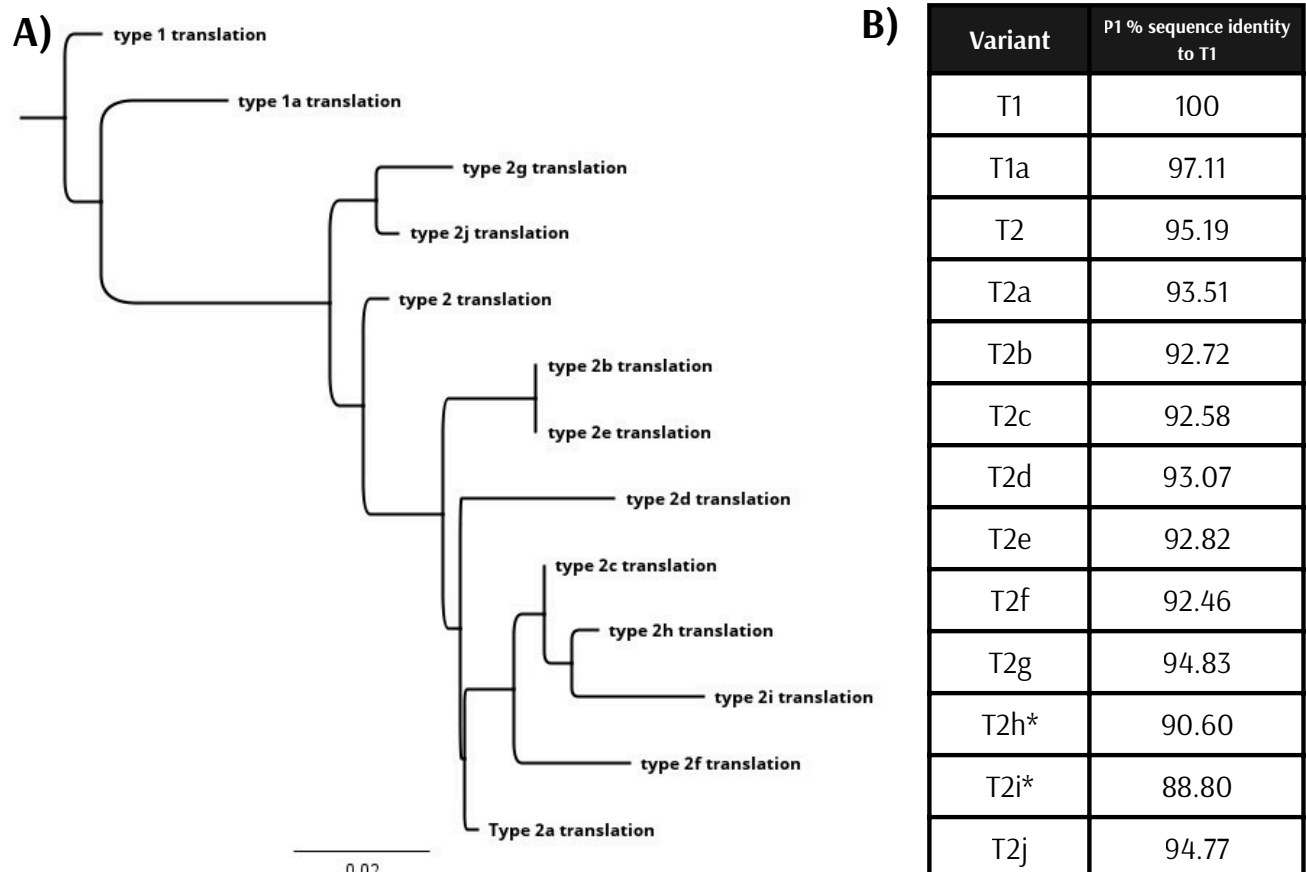 A)
type 1 translation
type 1a translation
type 2g translation
type 2j translation
type 2 translation
type 2b translation
type 2e translation
type 2d translation
type 2c translation
type 2h translation
type 2i translation
type 2f translation
Type 2a translation
0.02
B)
Variant P1 % sequence identity
to T1
T1 100
T1a 97.11
T2 95.19
T2a 93.51
T2b 92.72
T2c 92.58
T2d 93.07
T2e 92.82
T2f 92.46
T2g 94.83
T2h* 90.60
T2i* 88.80
T2j 94.77